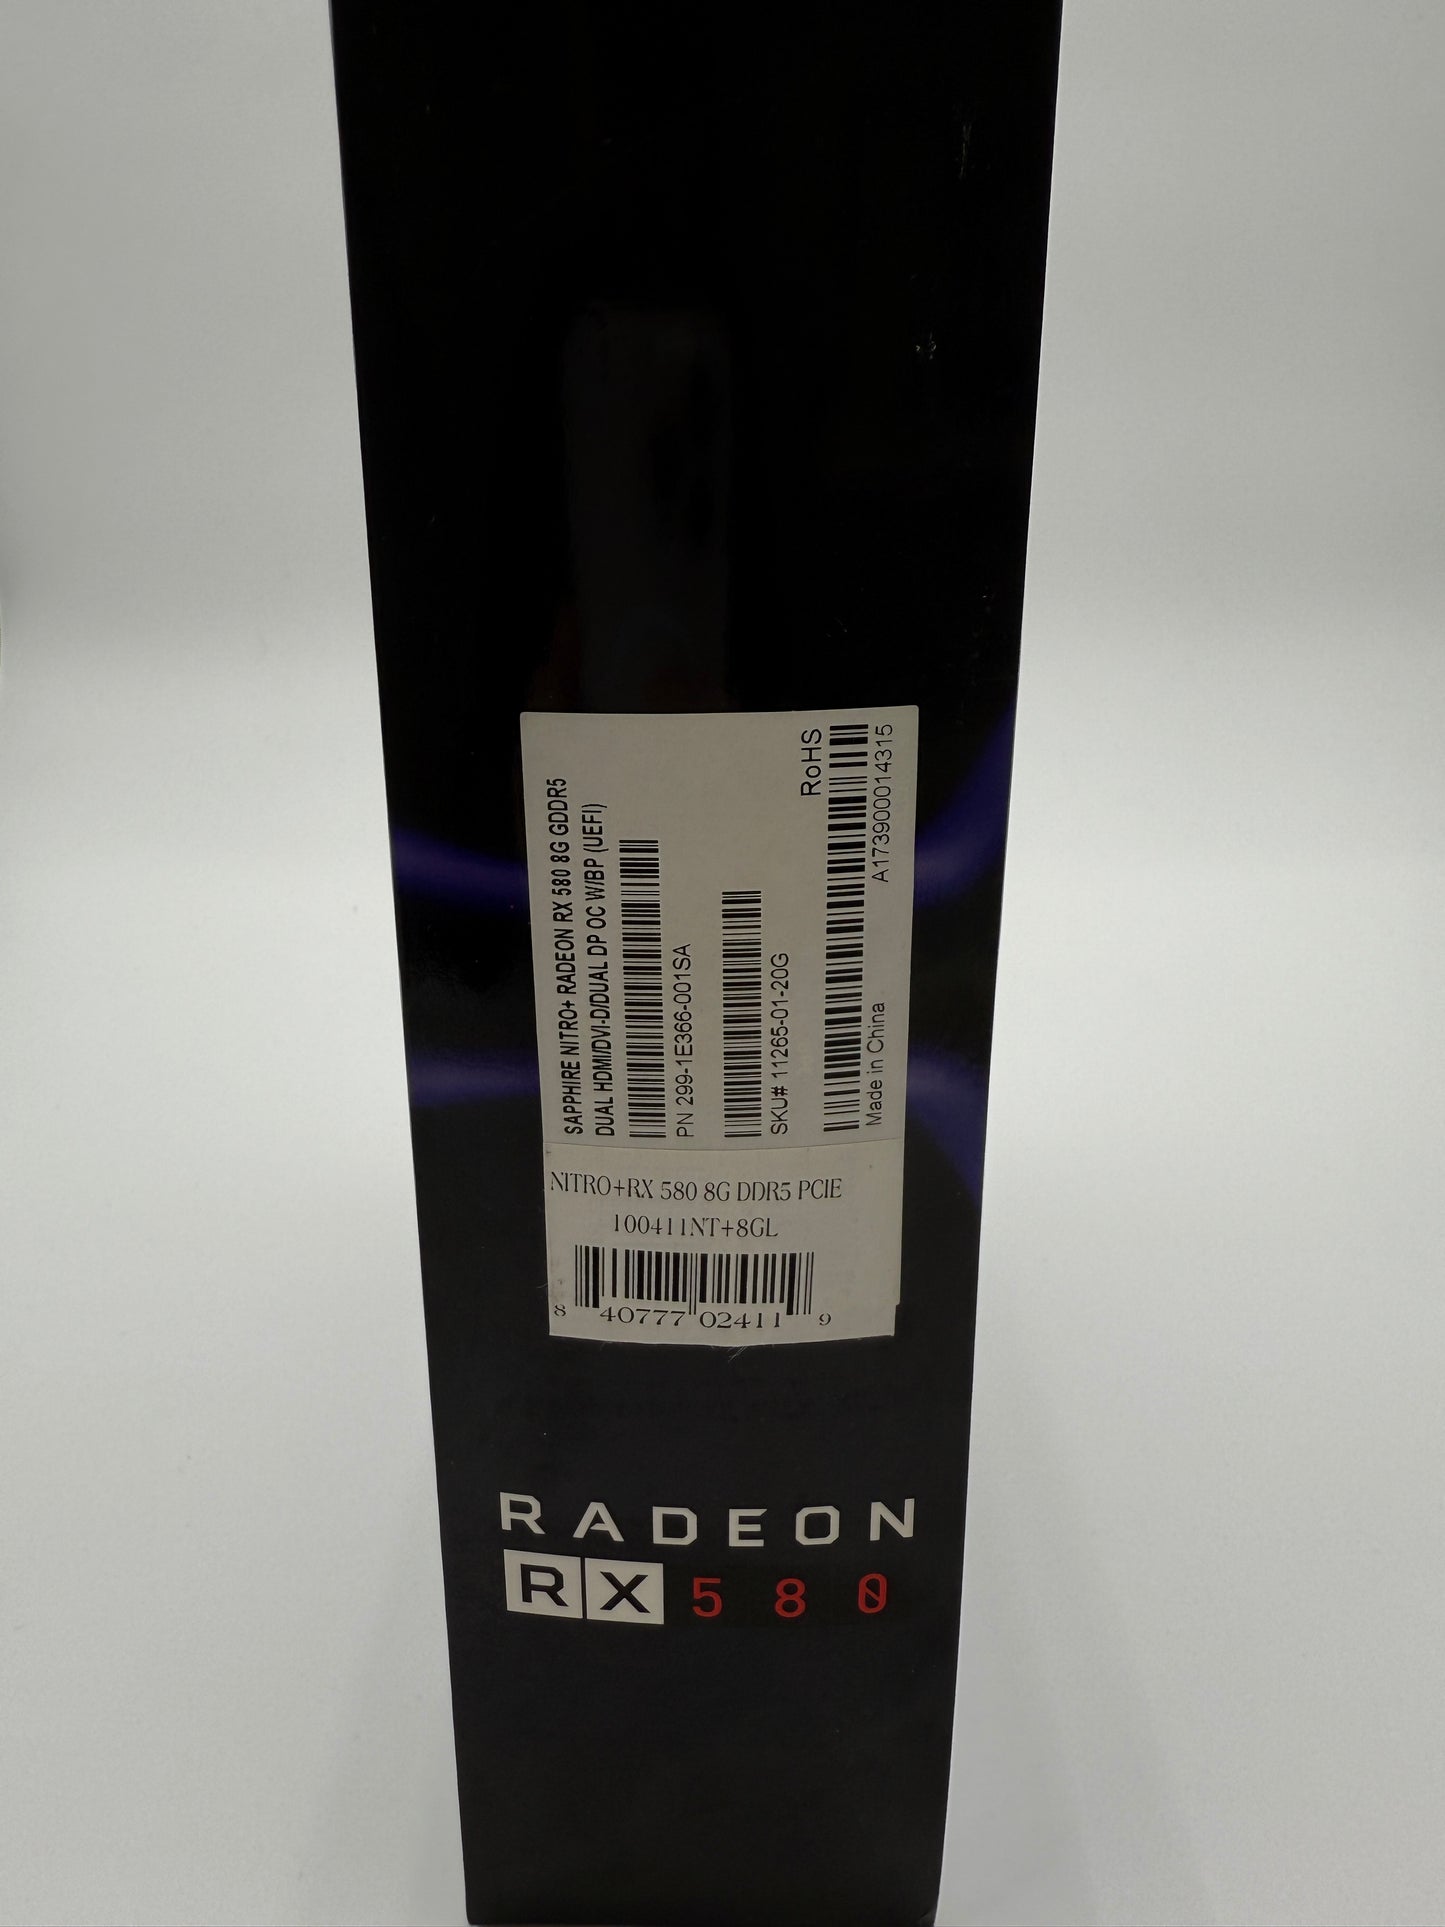 SAPPHIRE NITRO+ RADEON RX 580 8G GDDR5
DUAL HDMI/DVI-D/DUAL DP OC W/BP (UEFI)
PN 299-1E366-001SA
SKU# 11265-01-20G
RoHS
A173900014315
Made in China
NITRO+RX 580 8G DDR5 PCIE
100411NT+8GL
8 40777 02411 9
RADEON
RX 580